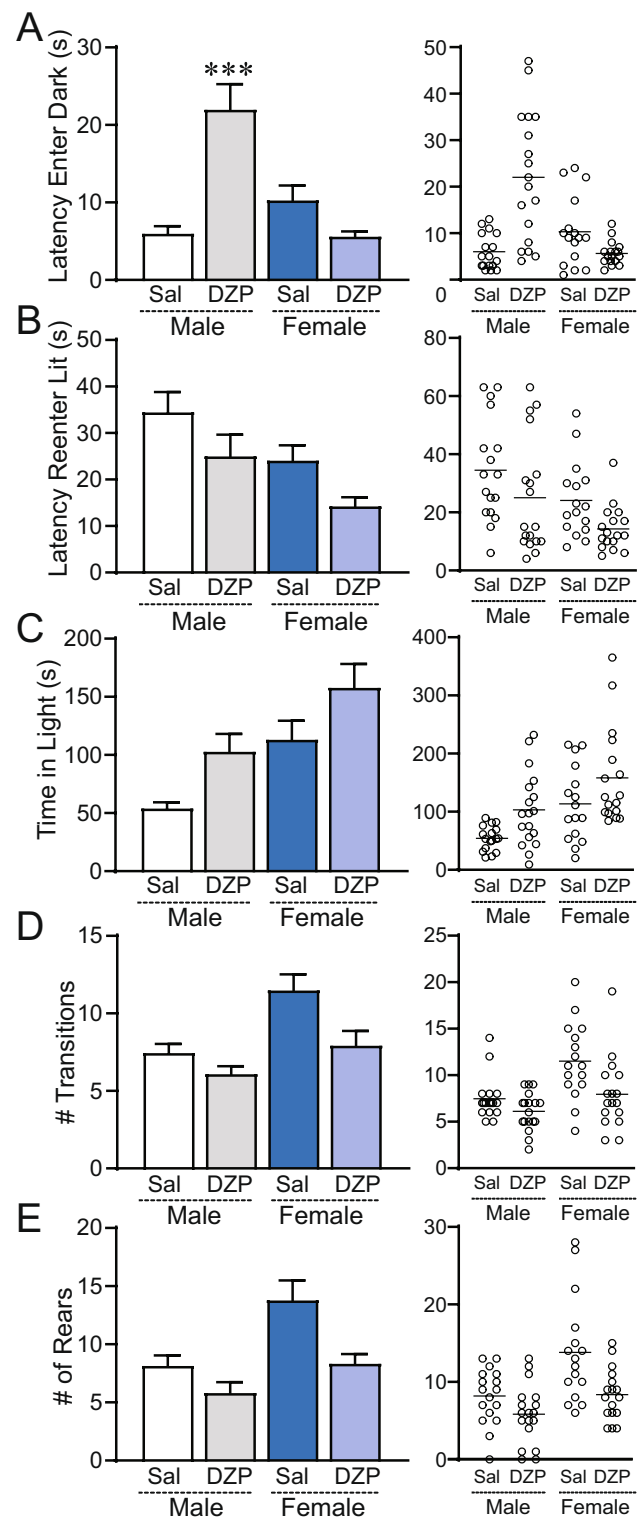 A
Latency Enter Dark (s)
30
20
10
0
***
Sal DZP Sal DZP
Male Female
50
40
30
20
10
0
Sal DZP Sal DZP
Male Female
B
Latency Reenter Lit (s)
50
40
30
20
10
0
Sal DZP Sal DZP
Male Female
80
60
40
20
0
Sal DZP Sal DZP
Male Female
C
Time in Light (s)
200
150
100
50
0
Sal DZP Sal DZP
Male Female
400
300
200
100
0
Sal DZP Sal DZP
Male Female
D
# Transitions
15
10
5
0
Sal DZP Sal DZP
Male Female
25
20
15
10
5
0
Sal DZP Sal DZP
Male Female
E
# of Rears
20
15
10
5
0
Sal DZP Sal DZP
Male Female
30
20
10
0
Sal DZP Sal DZP
Male Female